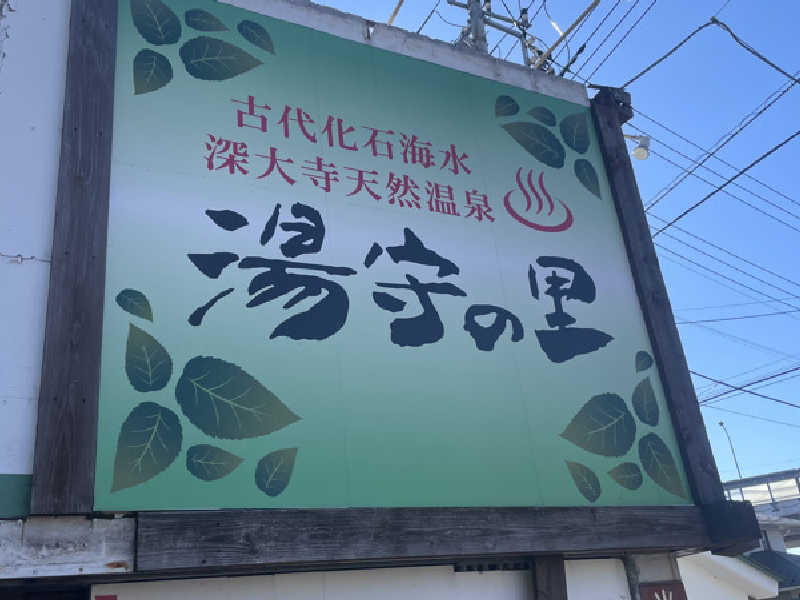 古代化石海水
深大寺天然温泉
湯守の里